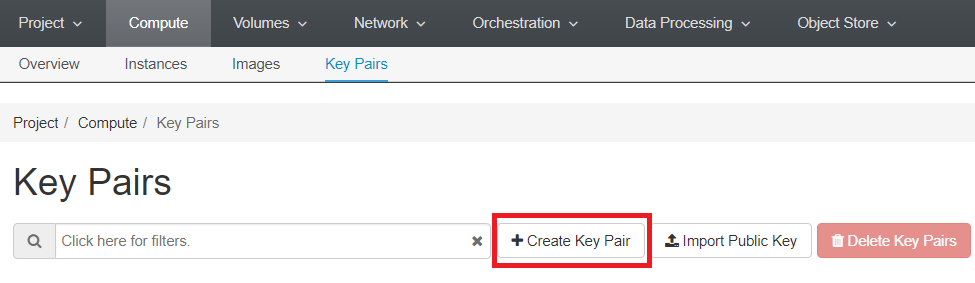 Project Compute Volumes Network Orchestration Data Processing Object Store
Overview Instances Images Key Pairs
Project / Compute / Key Pairs
Key Pairs
Click here for filters. Create Key Pair Import Public Key Delete Key Pairs